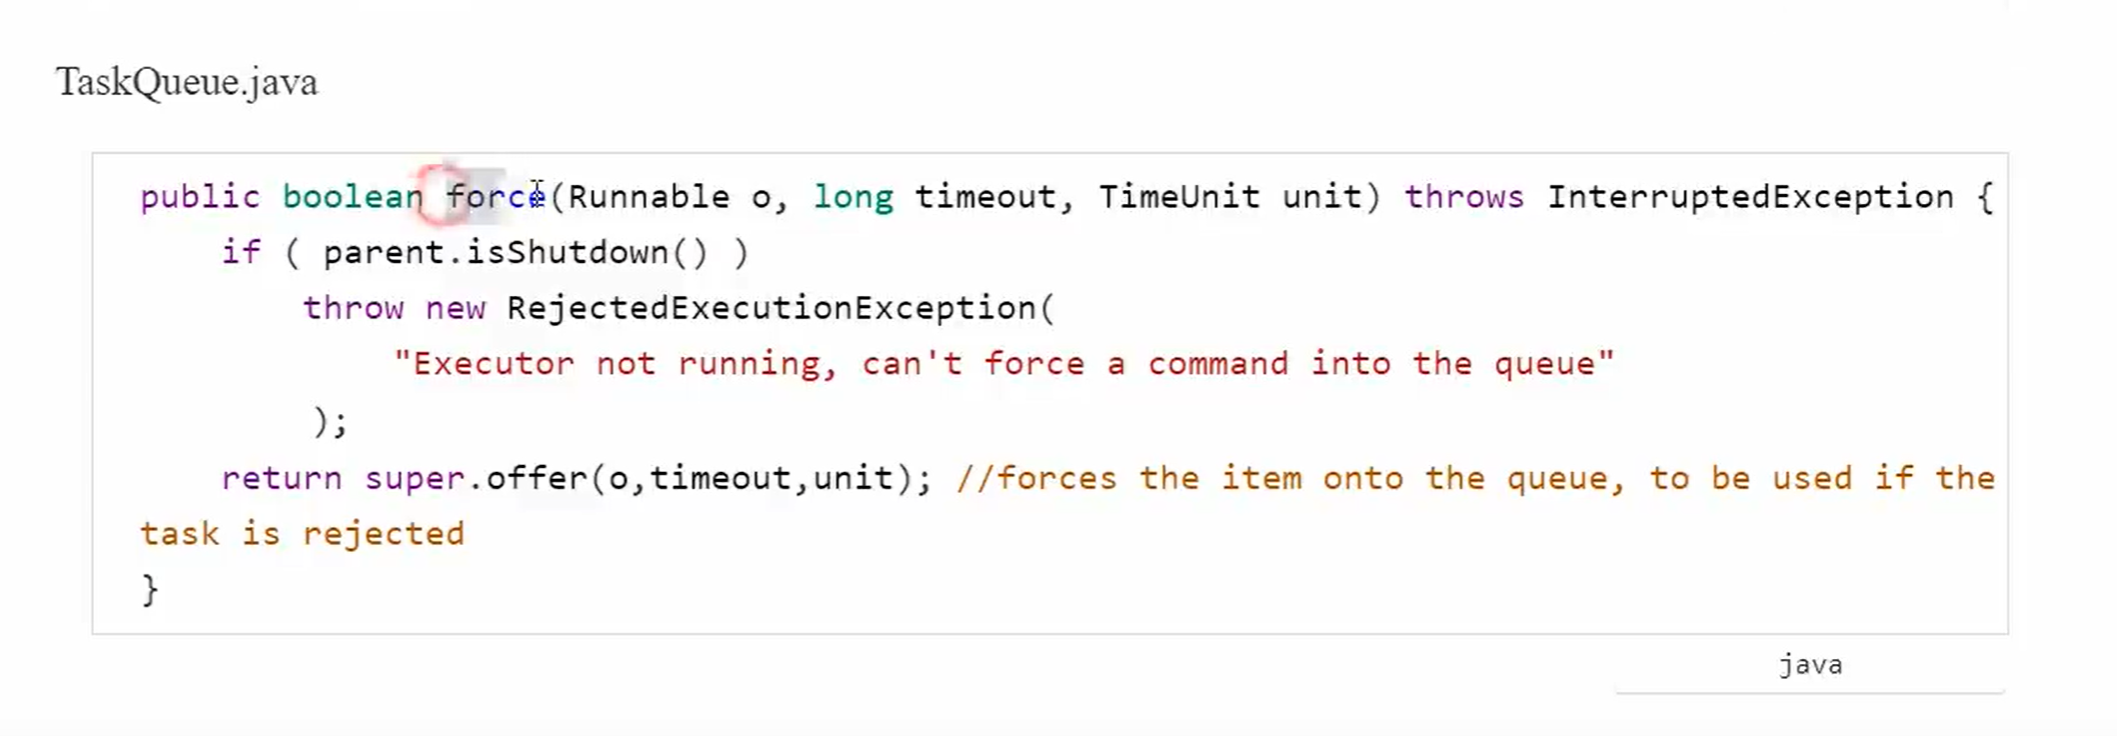 TaskQueue.java
public boolean force(Runnable o, long timeout, TimeUnit unit) throws InterruptedException {
if ( parent.isShutdown() )
throw new RejectedExecutionException(
"Executor not running, can't force a command into the queue"
);
return super.offer(o,timeout,unit); //forces the item onto the queue, to be used if the
task is rejected
}
java